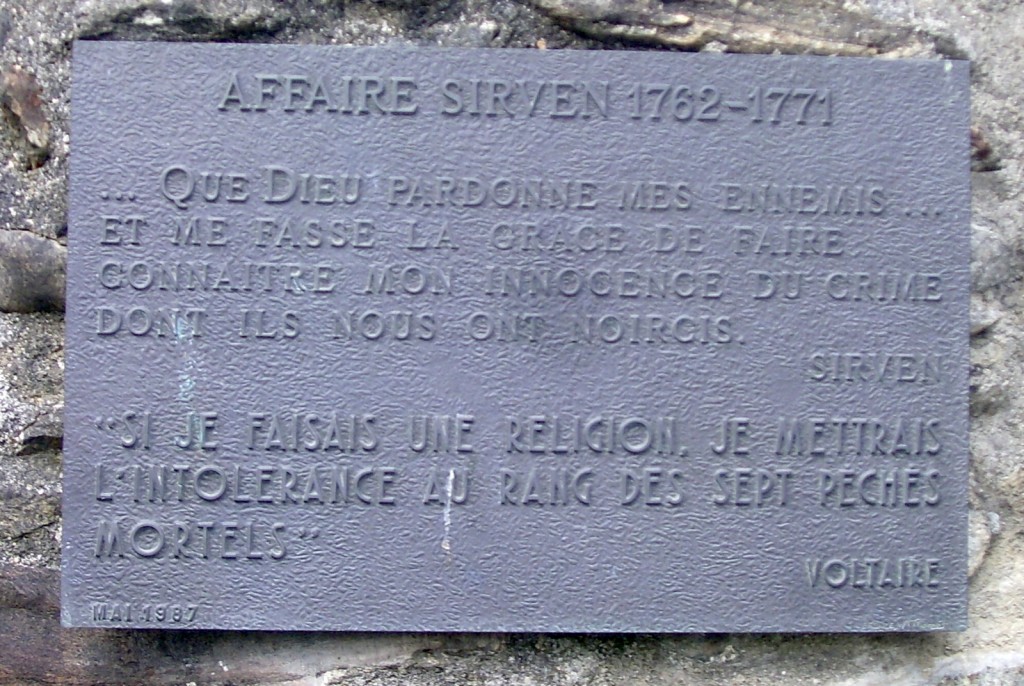 AFFAIRE SIRVEN 1762-1771
... QUE DIEU PARDONNE MES ENNEMIS ...
ET ME FASSE LA GRACE DE FAIRE
CONNAITRE MON INNOCENCE DU CRIME
DONT ILS NOUS ONT NOIRCIS.
SIRVEN
"SI JE FAISAIS UNE RELIGION, JE METTRAIS
L'INTOLERANCE AU RANG DES SEPT PECHES
MORTELS"
VOLTAIRE
MAI 1987